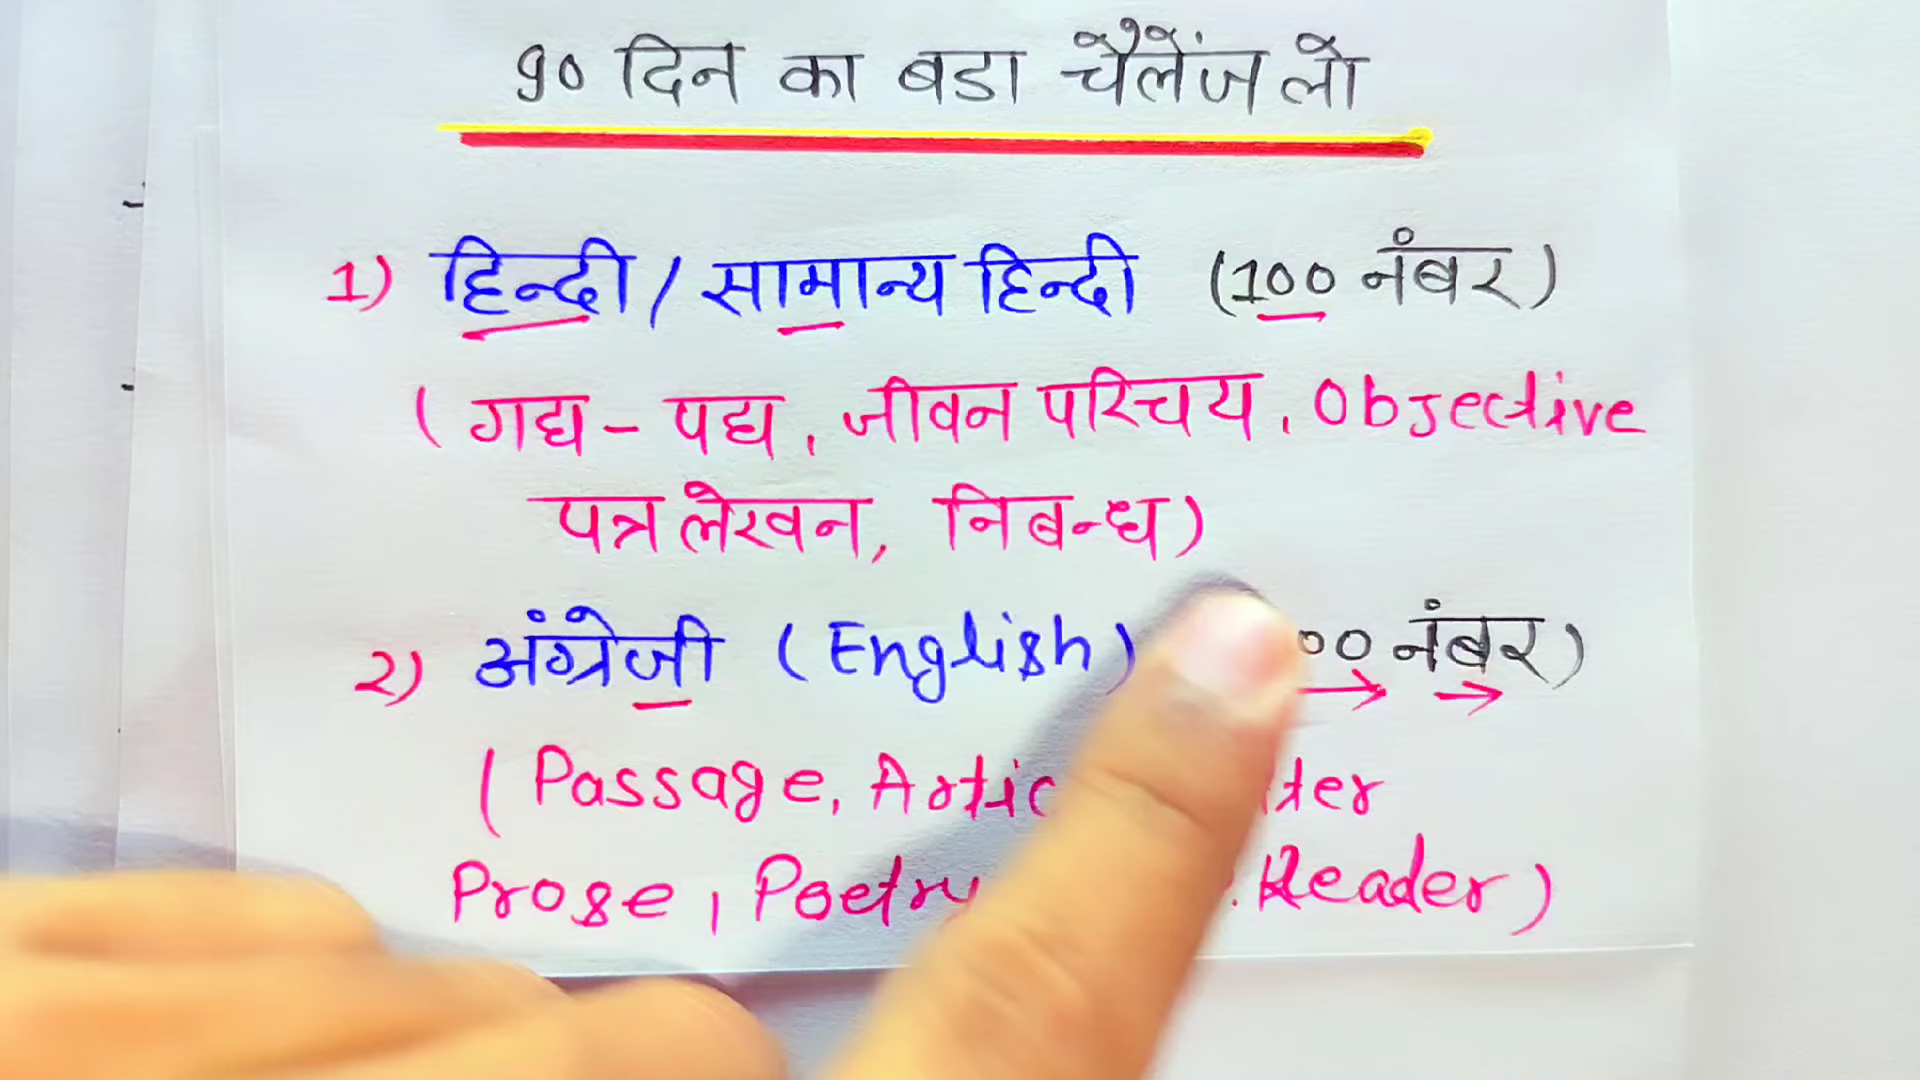 90 दिन का बडा चैलेंज लो
1) हिन्दी / सामान्य हिन्दी (100 नंबर)
( गद्य - पद्य, जीवन परिचय, Objective
पत्र लेखन, निबन्ध)
2) अंग्रेजी (English) नंबर)
( Passage,
Prose, Poetry Reader)